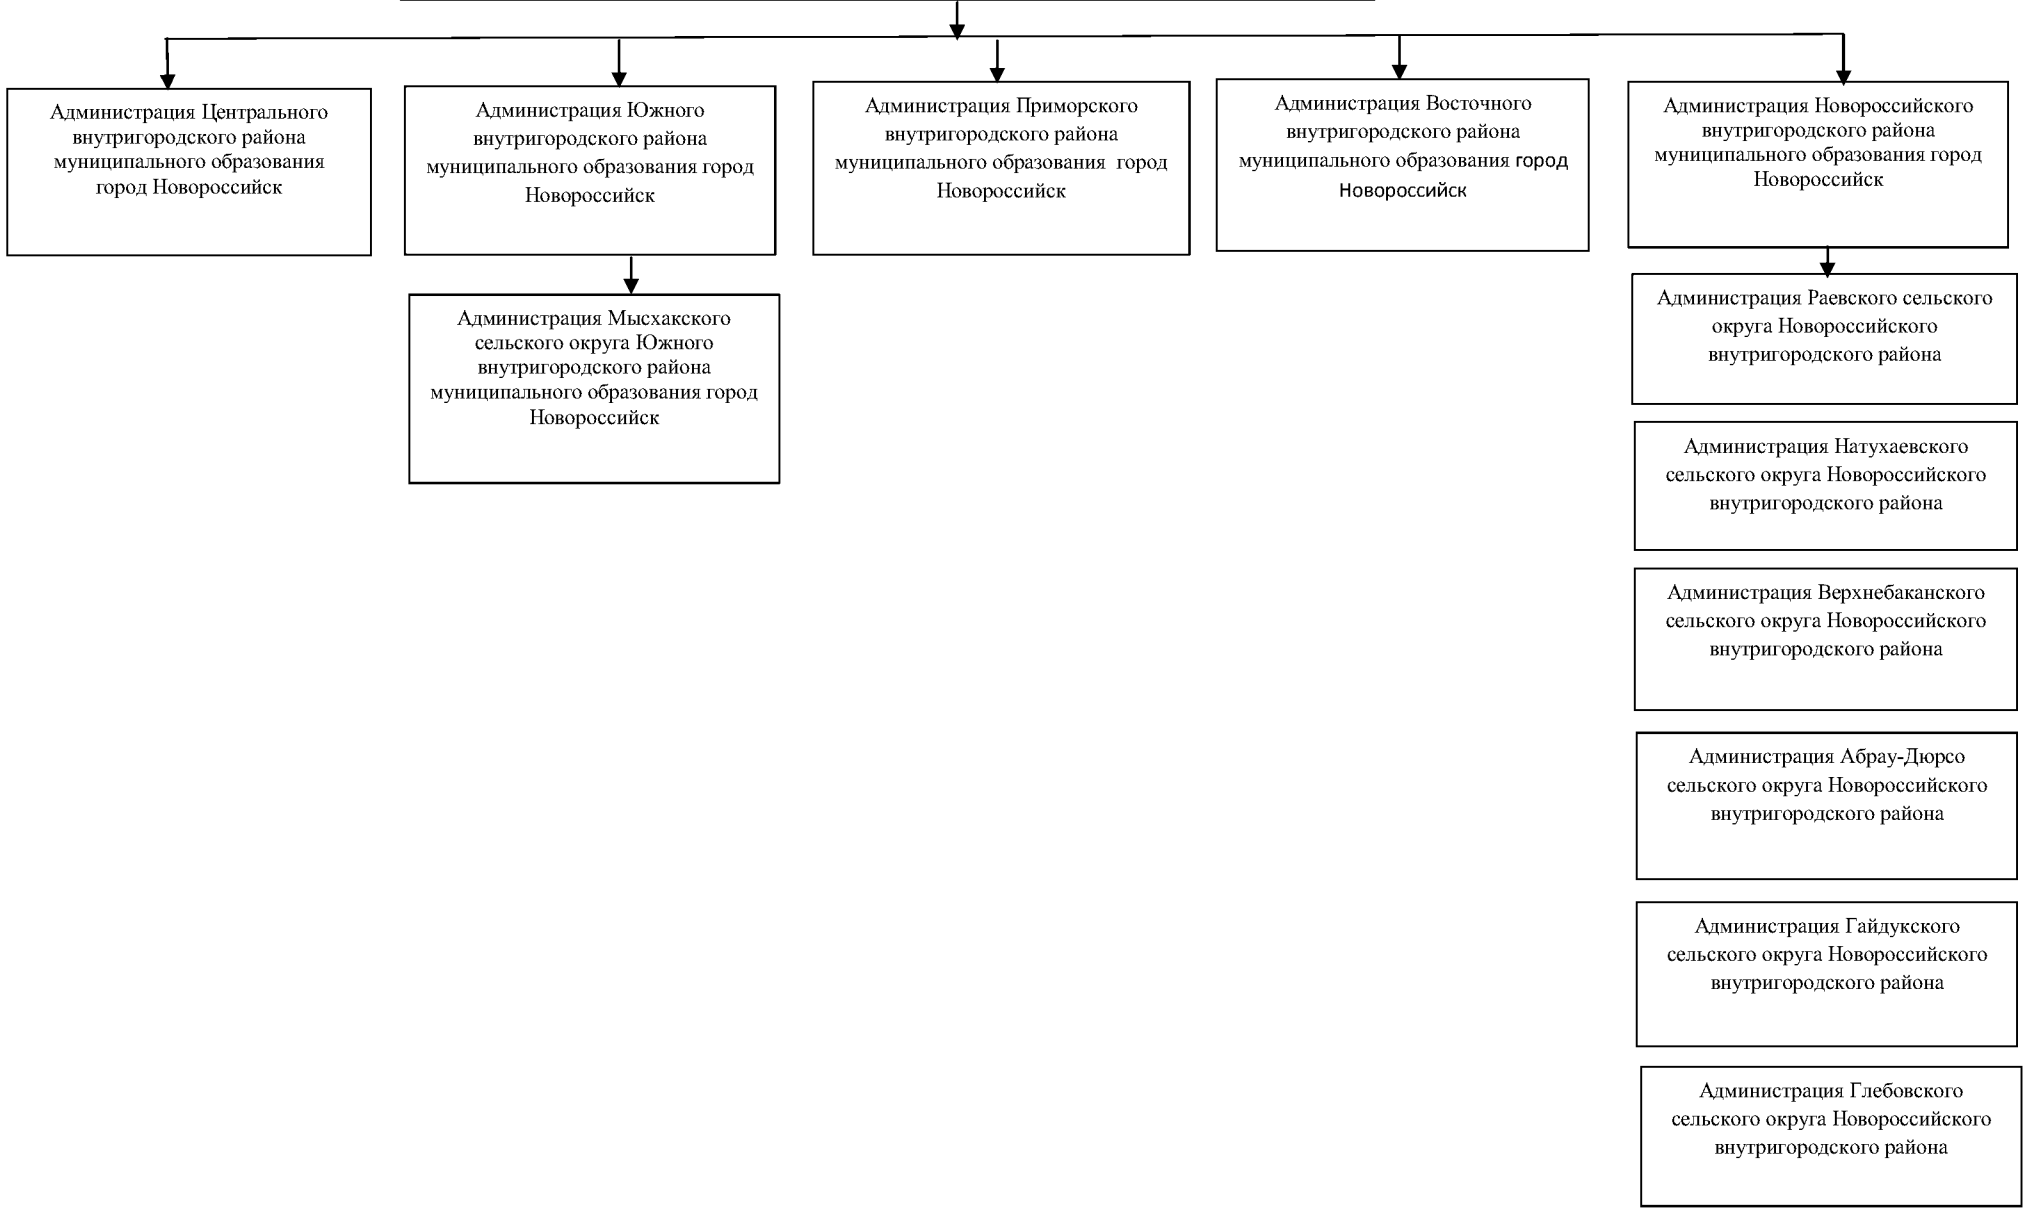 Администрация Центрального
внутригородского района
муниципального образования
город Новороссийск
Администрация Южного
внутригородского района
муниципального образования город
Новороссийск
Администрация Приморского
внутригородского района
муниципального образования  город
Новороссийск
Администрация Восточного
внутригородского района
муниципального образования город
Новороссийск
Администрация Новороссийского
внутригородского района
муниципального образования город
Новороссийск
Администрация Мысхакского
сельского округа Южного
внутригородского района
муниципального образования город
Новороссийск
Администрация Раевского сельского
округа Новороссийского
внутригородского района
Администрация Натухаевского
сельского округа Новороссийского
внутригородского района
Администрация Верхнебаканского
сельского округа Новороссийского
внутригородского района
Администрация Абрау-Дюрсо
сельского округа Новороссийского
внутригородского района
Администрация Гайдукского
сельского округа Новороссийского
внутригородского района
Администрация Глебовского
сельского округа Новороссийского
внутригородского района